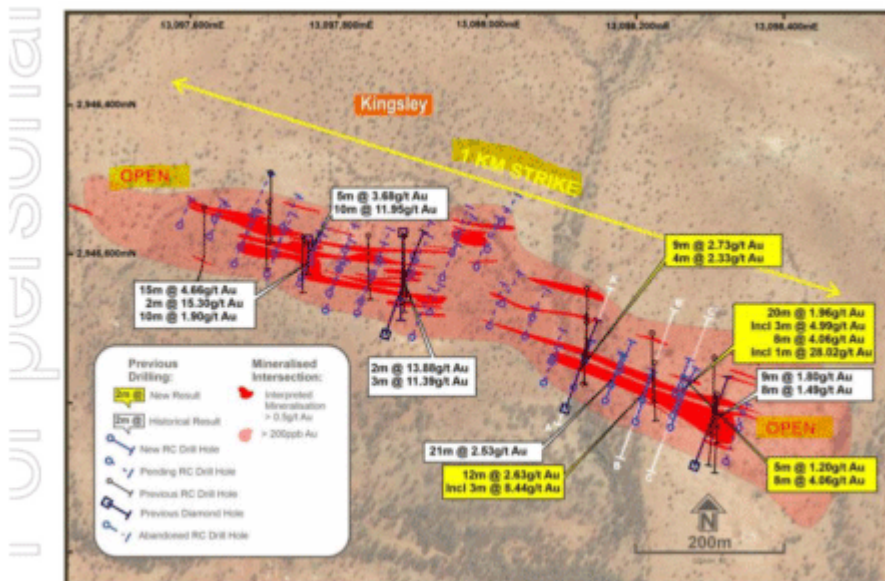 For personal
13,097,600mE
13,097,800mE
13,098,000mE
13,098,200mE
13,098,400mE
Kingsley
1 KM STRIKE
OPEN
5m @ 3.68g/t Au
10m @ 11.95g/t Au
9m @ 2.73g/t Au
4m @ 2.33g/t Au
15m @ 4.66g/t Au
2m @ 15.30g/t Au
10m @ 1.90g/t Au
20m @ 1.96g/t Au
Incl 3m @ 4.99g/t Au
8m @ 4.06g/t Au
Incl 1m @ 28.02g/t Au
2m @ 13.88g/t Au
3m @ 11.39g/t Au
9m @ 1.80g/t Au
8m @ 1.49g/t Au
OPEN
21m @ 2.53g/t Au
12m @ 2.63g/t Au
Incl 3m @ 8.44g/t Au
5m @ 1.20g/t Au
8m @ 4.06g/t Au
Previous Drilling:
2m @ New Result
2m @ Historical Result
New RC Drill Hole
Pending RC Drill Hole
Previous RC Drill Hole
Previous Diamond Hole
Abandoned RC Drill Hole
Mineralised Intersection:
Interpreted Mineralisation > 0.5g/t Au
> 200ppb Au
N
200m